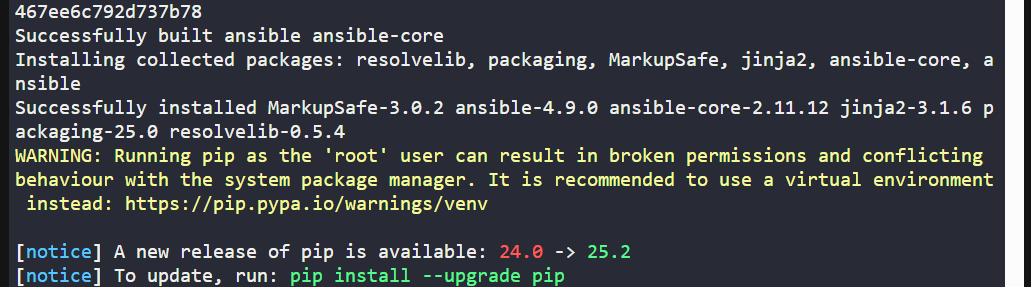 467ee6c792d737b78
Successfully built ansible ansible-core
Installing collected packages: resolvelib, packaging, MarkupSafe, jinja2, ansible-core, a
nsible
Successfully installed MarkupSafe-3.0.2 ansible-4.9.0 ansible-core-2.11.12 jinja2-3.1.6 p
ackaging-25.0 resolvelib-0.5.4
WARNING: Running pip as the 'root' user can result in broken permissions and conflicting
behaviour with the system package manager. It is recommended to use a virtual environment
 instead: https://pip.pypa.io/warnings/venv
[notice] A new release of pip is available: 24.0 -> 25.2
[notice] To update, run: pip install --upgrade pip